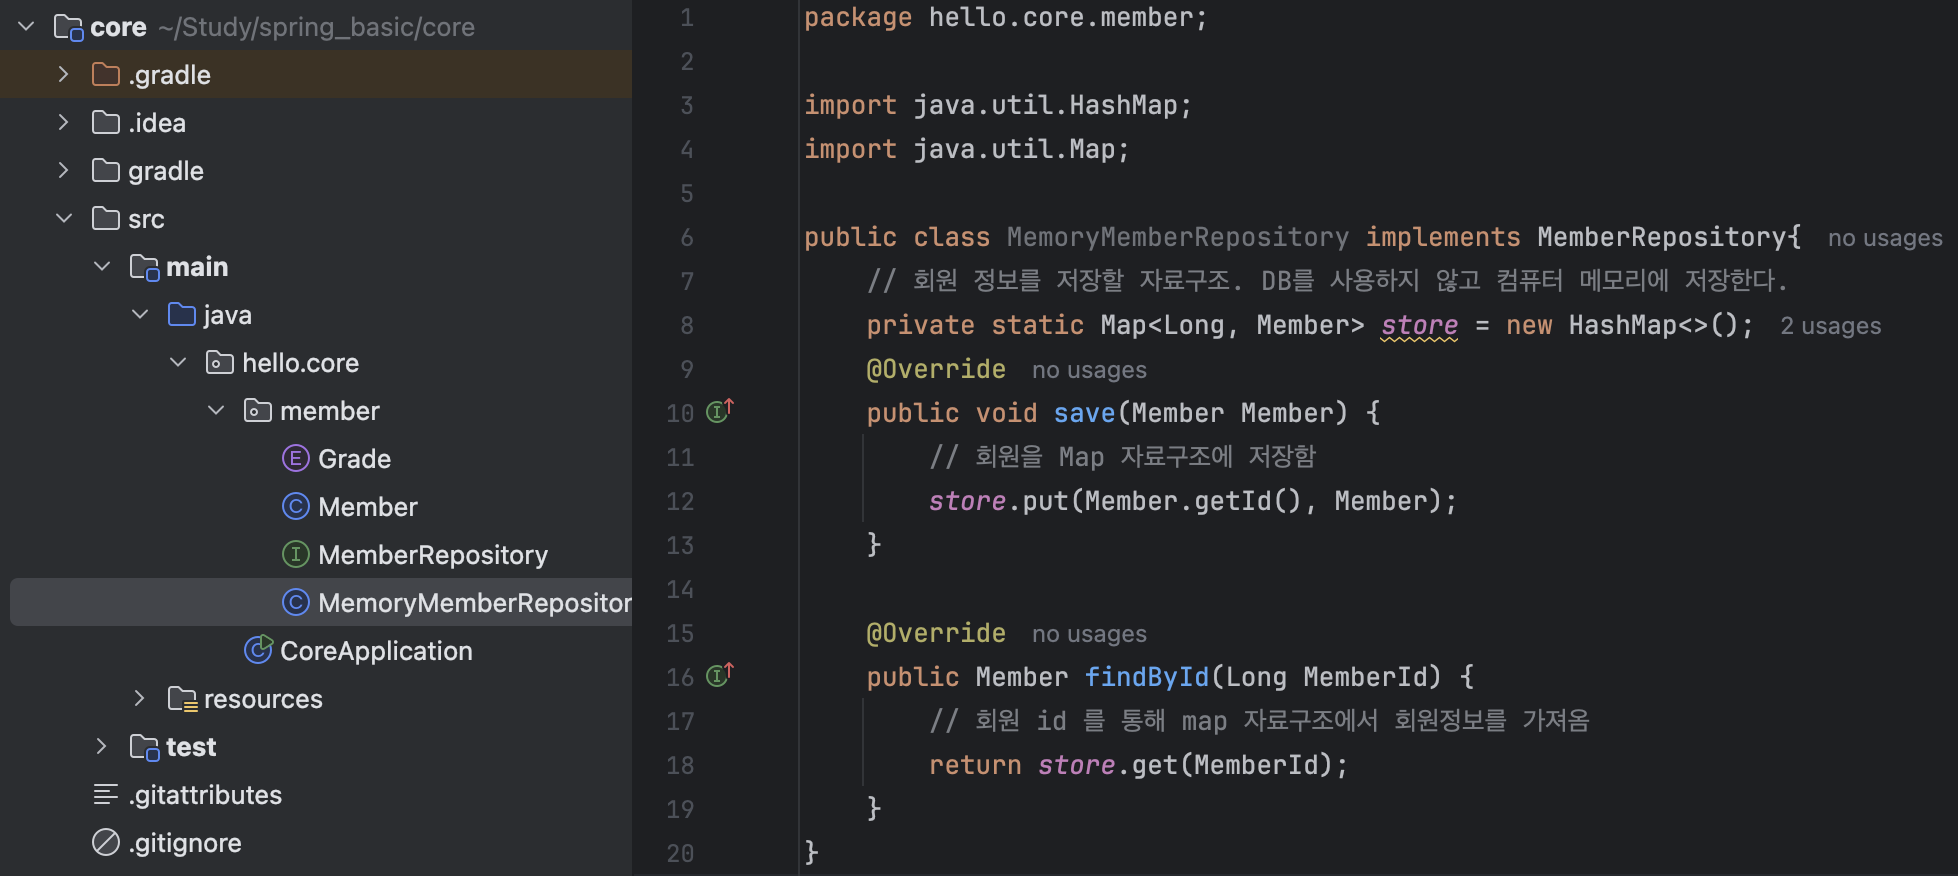 core ~/Study/spring_basic/core
.gradle
.idea
gradle
src
main
java
hello.core
member
E Grade
C Member
I MemberRepository
C MemoryMemberRepositor
C CoreApplication
resources
test
.gitattributes
.gitignore
1 package hello.core.member;
2
3 import java.util.HashMap;
4 import java.util.Map;
5
6 public class MemoryMemberRepository implements MemberRepository{ no usages
7 // 회원 정보를 저장할 자료구조. DB를 사용하지 않고 컴퓨터 메모리에 저장한다.
8 private static Map<Long, Member> store = new HashMap<>(); 2 usages
9 @Override no usages
10 I public void save(Member Member) {
11 // 회원을 Map 자료구조에 저장함
12 store.put(Member.getId(), Member);
13 }
14
15 @Override no usages
16 I public Member findById(Long MemberId) {
17 // 회원 id 를 통해 map 자료구조에서 회원정보를 가져옴
18 return store.get(MemberId);
19 }
20 }